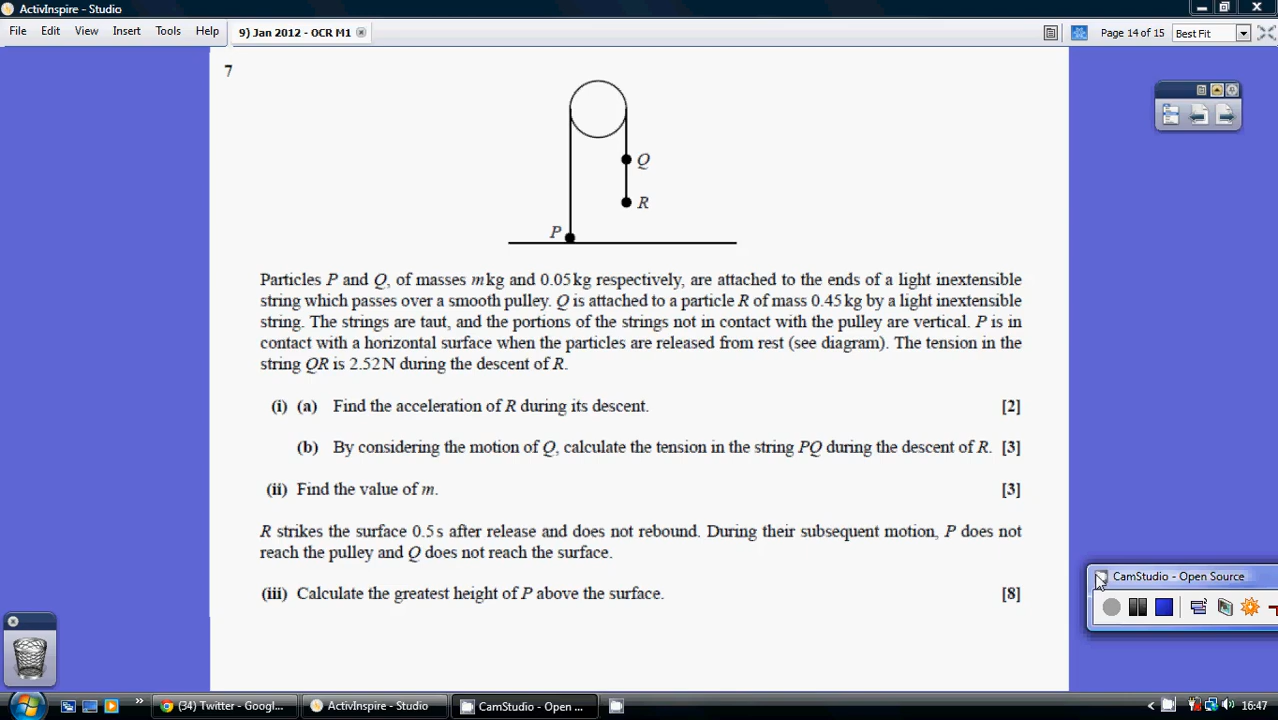 ActivInspire - Studio
File Edit View Insert Tools Help
9) Jan 2012 - OCR M1
Page 14 of 15
Best Fit
7
Q
R
P
Particles P and Q, of masses m kg and 0.05 kg respectively, are attached to the ends of a light inextensible
string which passes over a smooth pulley. Q is attached to a particle R of mass 0.45 kg by a light inextensible
string. The strings are taut, and the portions of the strings not in contact with the pulley are vertical. P is in
contact with a horizontal surface when the particles are released from rest (see diagram). The tension in the
string QR is 2.52 N during the descent of R.
(i) (a) Find the acceleration of R during its descent. [2]
(b) By considering the motion of Q, calculate the tension in the string PQ during the descent of R. [3]
(ii) Find the value of m. [3]
R strikes the surface 0.5 s after release and does not rebound. During their subsequent motion, P does not
reach the pulley and Q does not reach the surface.
(iii) Calculate the greatest height of P above the surface. [8]
CamStudio - Open Source
(34) Twitter - Googl...
ActivInspire - Studio
CamStudio - Open ...
16:47